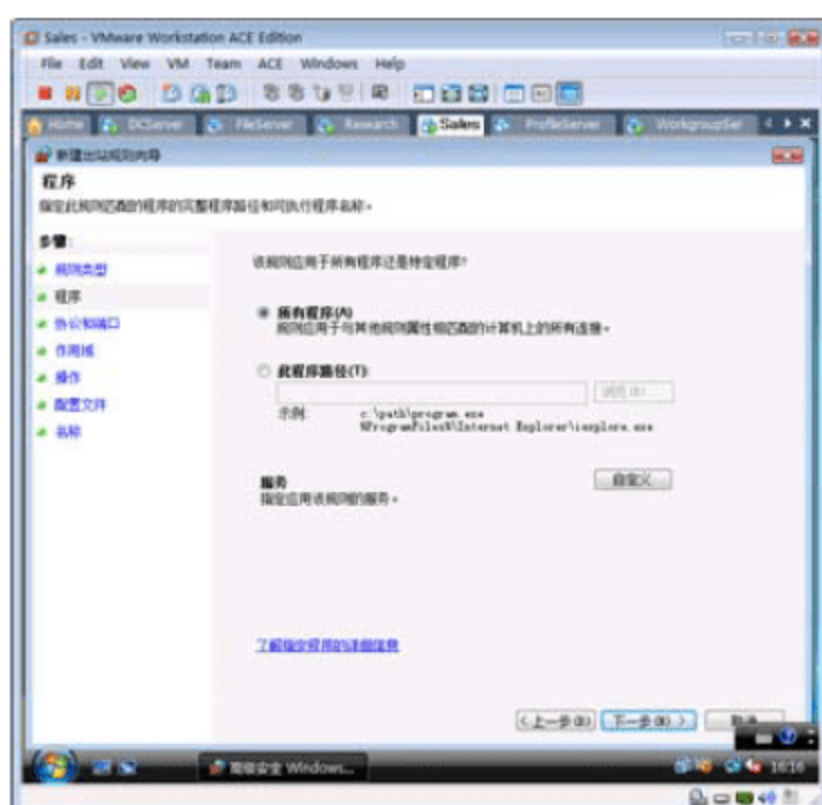 Sales - VMware Workstation ACE Edition
File Edit View VM Team ACE Windows Help
Home DCServer FileServer Research Sales ProfileServer WorkgroupSer
新建出站规则向导
程序
指定此规则匹配的程序的完整程序路径和可执行程序名称。
步骤:
规则类型
程序
协议和端口
作用域
操作
配置文件
名称
该规则应用于所有程序还是特定程序?
所有程序(A)
规则应用于与其他规则属性相匹配的计算机上的所有连接。
此程序路径(T):
浏览(R)
示例: c:\path\program.exe
%ProgramFiles%\Internet Explorer\iexplore.exe
服务
指定应用该规则的服务。
自定义
了解指定程序的详细信息
<上一步(B) 下一步(N) > 取消
高级安全 Windows...
16:16